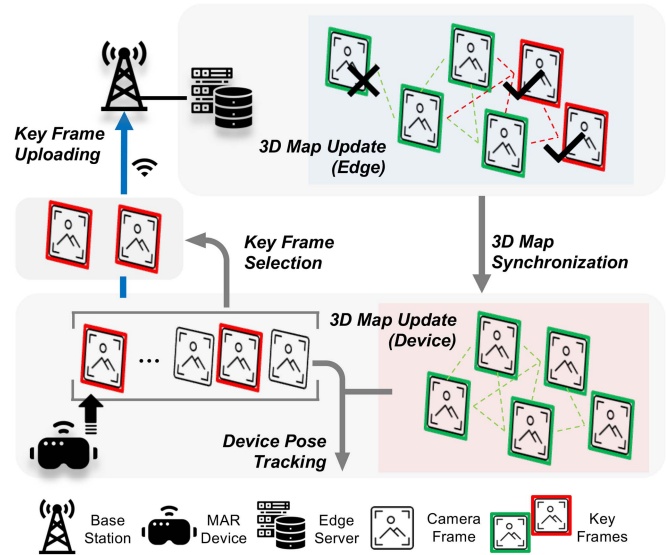 Key Frame
Uploading
3D Map Update
(Edge)
Key Frame
Selection
3D Map
Synchronization
3D Map Update
(Device)
...
Device Pose
Tracking
Base
Station
MAR
Device
Edge
Server
Camera
Frame
Key
Frames